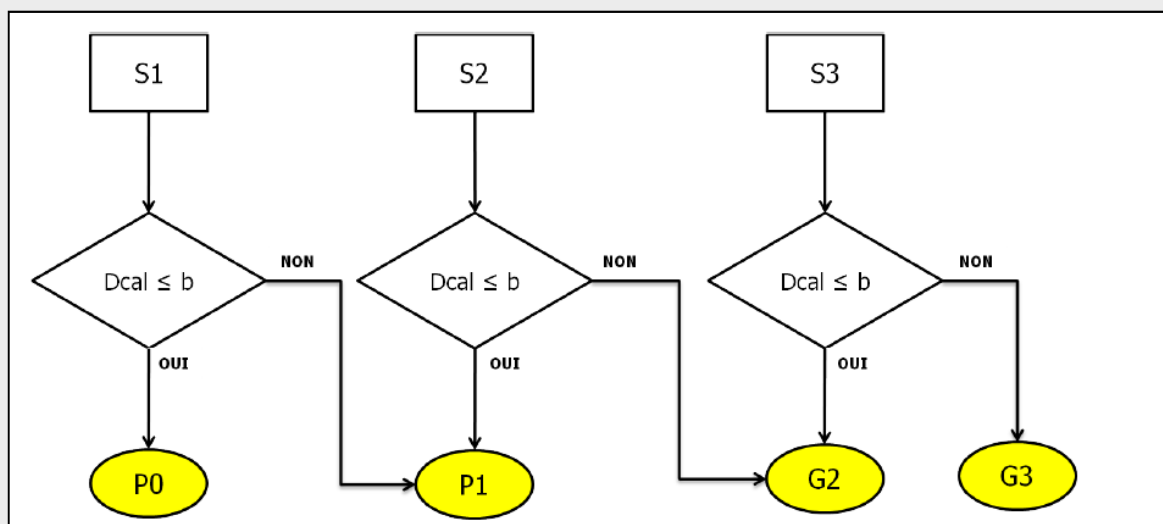 S1
S2
S3
NON
NON
NON
Dcal ≤ b
Dcal ≤ b
Dcal ≤ b
OUI
OUI
OUI
P0
P1
G2
G3